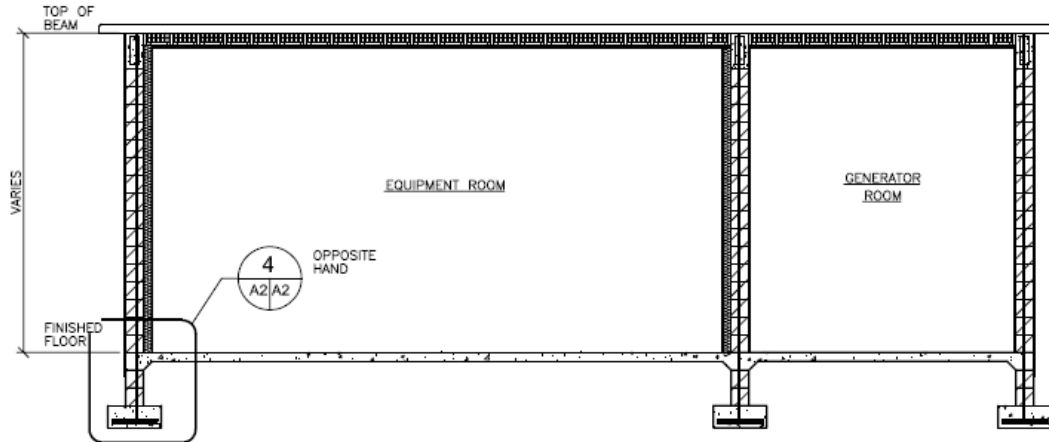 TOP OF
BEAM
VARIES
EQUIPMENT ROOM
GENERATOR
ROOM
4
A2 A2
OPPOSITE
HAND
FINISHED
FLOOR